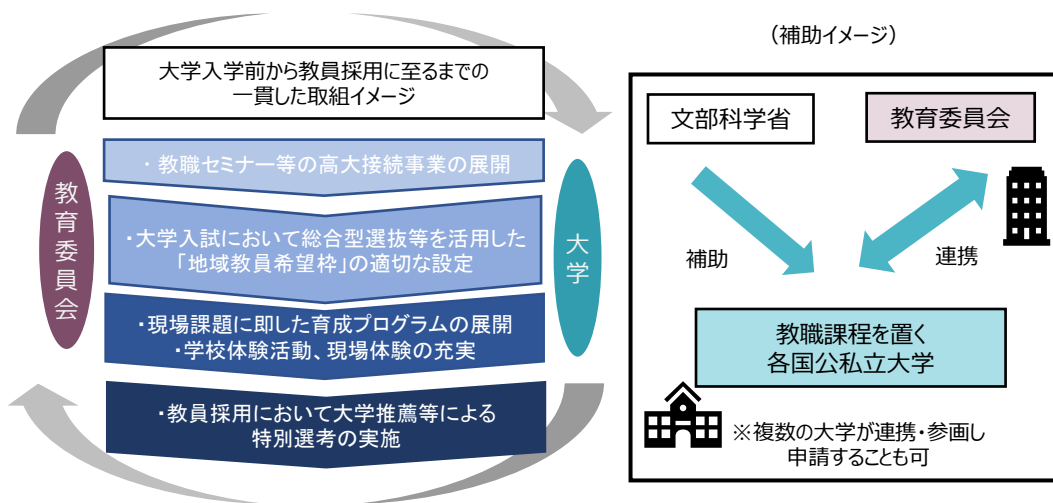 大学入学前から教員採用に至るまでの
一貫した取組イメージ
教育委員会
・教職セミナー等の高大接続事業の展開
・大学入試において総合型選抜等を活用した
「地域教員希望枠」の適切な設定
・現場課題に即した育成プログラムの展開
・学校体験活動、現場体験の充実
・教員採用において大学推薦等による
特別選考の実施
大学
（補助イメージ）
文部科学省
教育委員会
補助
連携
教職課程を置く
各国公私立大学
※複数の大学が連携・参画し
申請することも可